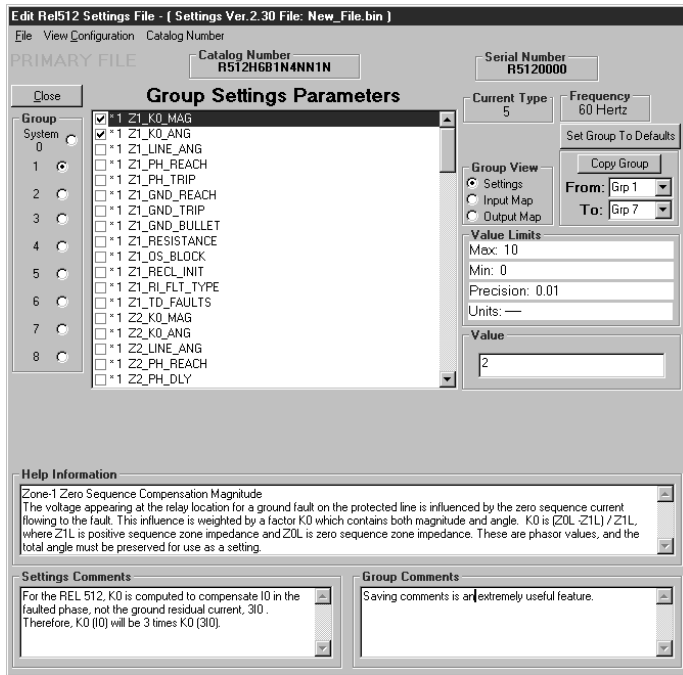 Edit Rel512 Settings File - ( Settings Ver.2.30 File: New_File.bin )
File View Configuration Catalog Number
PRIMARY FILE
Catalog Number
R512H6B1N4NN1N
Serial Number
R5120000
Close
Group Settings Parameters
Current Type
5
Frequency
60 Hertz
Group
System
0
1
2
3
4
5
6
7
8
* 1 Z1_K0_MAG
* 1 Z1_K0_ANG
* 1 Z1_LINE_ANG
* 1 Z1_PH_REACH
* 1 Z1_PH_TRIP
* 1 Z1_GND_REACH
* 1 Z1_GND_TRIP
* 1 Z1_GND_BULLET
* 1 Z1_RESISTANCE
* 1 Z1_OS_BLOCK
* 1 Z1_RECL_INIT
* 1 Z1_RI_FLT_TYPE
* 1 Z1_TD_FAULTS
* 1 Z2_K0_MAG
* 1 Z2_K0_ANG
* 1 Z2_LINE_ANG
* 1 Z2_PH_REACH
* 1 Z2_PH_DLY
Set Group To Defaults
Group View
Settings
Input Map
Output Map
Copy Group
From: Grp 1
To: Grp 7
Value Limits
Max: 10
Min: 0
Precision: 0.01
Units: —
Value
2
Help Information
Zone-1 Zero Sequence Compensation Magnitude
The voltage appearing at the relay location for a ground fault on the protected line is influenced by the zero sequence current
flowing to the fault. This influence is weighted by a factor K0 which contains both magnitude and angle. K0 is (Z0L -Z1L) / Z1L,
where Z1L is positive sequence zone impedance and Z0L is zero sequence zone impedance. These are phasor values, and the
total angle must be preserved for use as a setting.
Settings Comments
For the REL 512, K0 is computed to compensate I0 in the
faulted phase, not the ground residual current, 3I0 .
Therefore, K0 (I0) will be 3 times K0 (3I0).
Group Comments
Saving comments is an extremely useful feature.